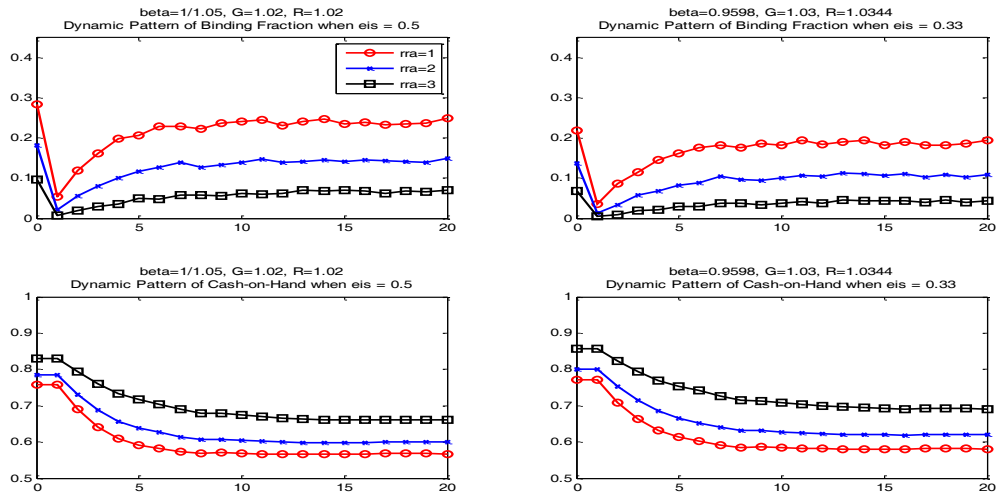 beta=1/1.05, G=1.02, R=1.02
Dynamic Pattern of Binding Fraction when eis = 0.5
0.4
0.3
0.2
0.1
0
0 5 10 15 20
rra=1
rra=2
rra=3
beta=0.9598, G=1.03, R=1.0344
Dynamic Pattern of Binding Fraction when eis = 0.33
0.4
0.3
0.2
0.1
0
0 5 10 15 20
beta=1/1.05, G=1.02, R=1.02
Dynamic Pattern of Cash-on-Hand when eis = 0.5
1
0.9
0.8
0.7
0.6
0.5
0 5 10 15 20
beta=0.9598, G=1.03, R=1.0344
Dynamic Pattern of Cash-on-Hand when eis = 0.33
1
0.9
0.8
0.7
0.6
0.5
0 5 10 15 20